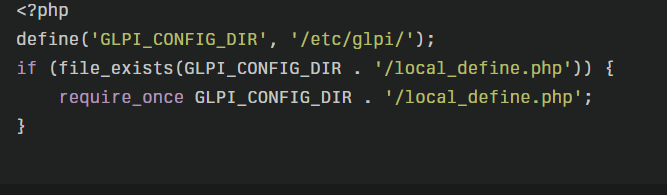 <?php
define('GLPI_CONFIG_DIR', '/etc/glpi/');
if (file_exists(GLPI_CONFIG_DIR . '/local_define.php')) {
    require_once GLPI_CONFIG_DIR . '/local_define.php';
}